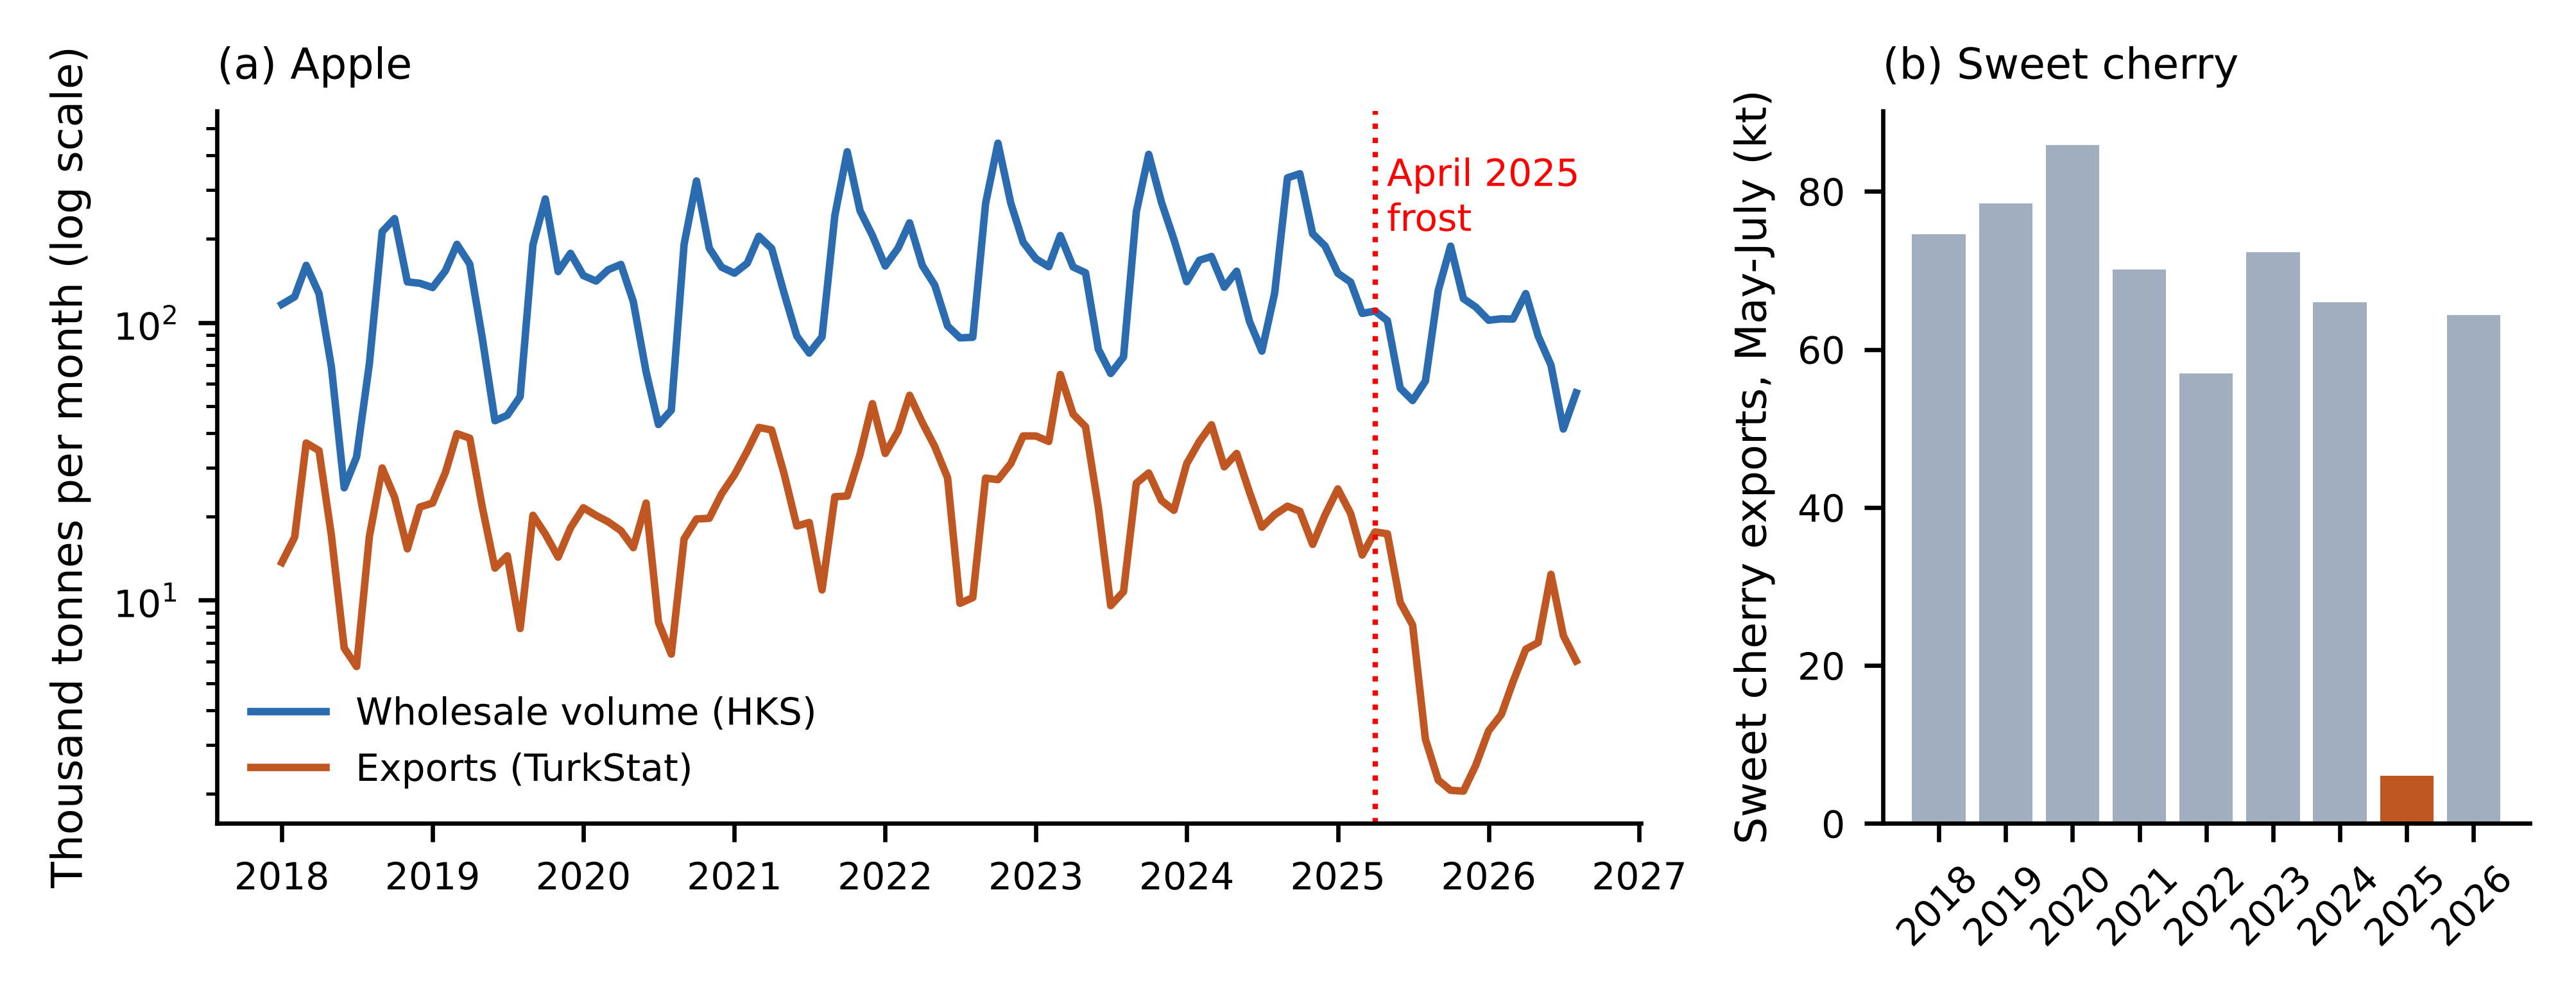 (a) Apple
Thousand tonnes per month (log scale)
10²
10¹
April 2025
frost
Wholesale volume (HKS)
Exports (TurkStat)
2018 2019 2020 2021 2022 2023 2024 2025 2026 2027
(b) Sweet cherry
Sweet cherry exports, May-July (kt)
80
60
40
20
0
2018 2019 2020 2021 2022 2023 2024 2025 2026